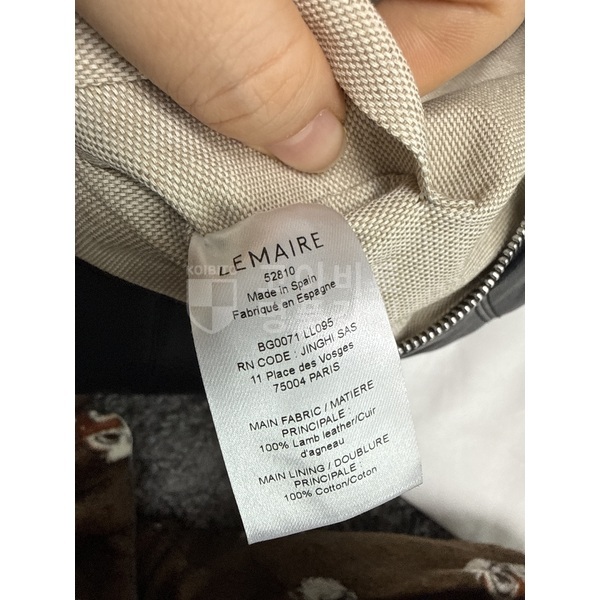 LEMAIRE
52810
Made in Spain
Fabriqué en Espagne
BG0071 LL095
RN CODE : JINGHI SAS
11 Place des Vosges
75004 PARIS
MAIN FABRIC / MATIERE
PRINCIPALE :
100% Lamb leather/Cuir
d'agneau
MAIN LINING / DOUBLURE
PRINCIPALE :
100% Cotton/Coton